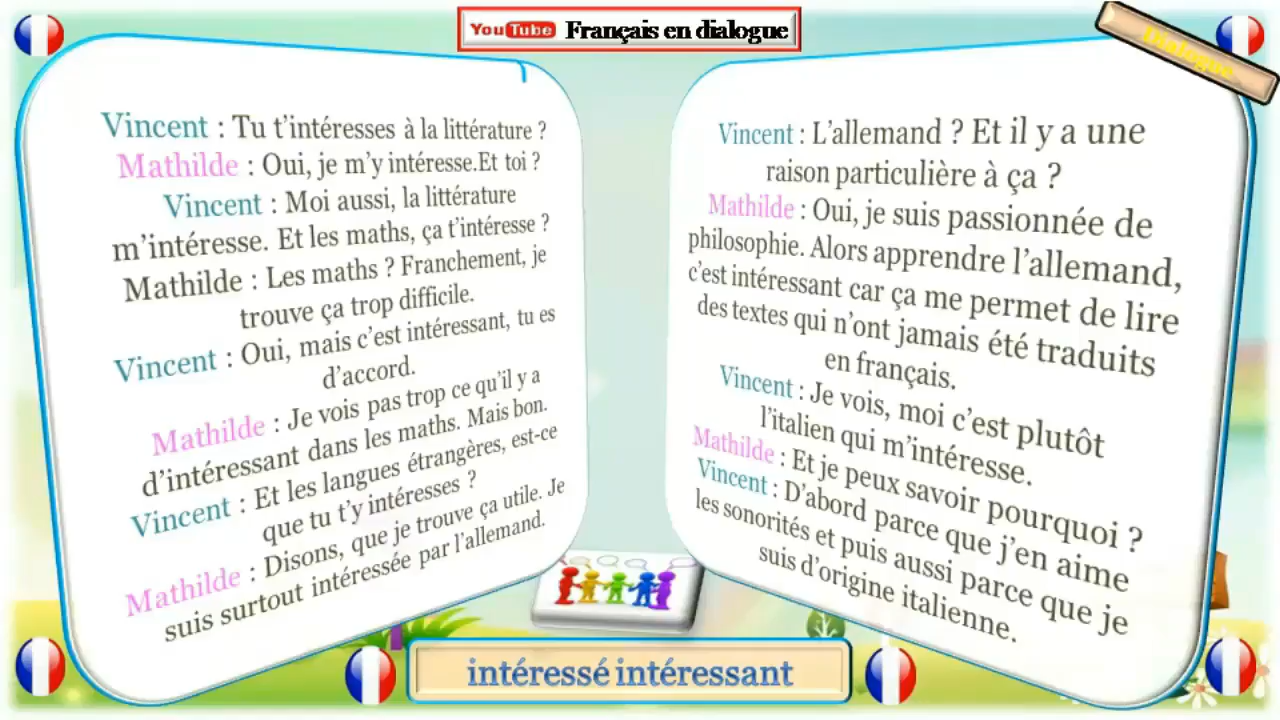 YouTube Français en dialogue
Dialogue
Vincent : Tu t'intéresses à la littérature ?
Mathilde : Oui, je m'y intéresse.Et toi ?
Vincent : Moi aussi, la littérature
m'intéresse. Et les maths, ça t'intéresse ?
Mathilde : Les maths ? Franchement, je
trouve ça trop difficile.
Vincent : Oui, mais c'est intéressant, tu es
d'accord.
Mathilde : Je vois pas trop ce qu'il y a
d'intéressant dans les maths. Mais bon.
Vincent : Et les langues étrangères, est-ce
que tu t'y intéresses ?
Mathilde : Disons, que je trouve ça utile. Je
suis surtout intéressée par l'allemand.
Vincent : L'allemand ? Et il y a une
raison particulière à ça ?
Mathilde : Oui, je suis passionnée de
philosophie. Alors apprendre l'allemand,
c'est intéressant car ça me permet de lire
des textes qui n'ont jamais été traduits
en français.
Vincent : Je vois, moi c'est plutôt
l'italien qui m'intéresse.
Mathilde : Et je peux savoir pourquoi ?
Vincent : D'abord parce que j'en aime
les sonorités et puis aussi parce que je
suis d'origine italienne.
intéressé intéressant